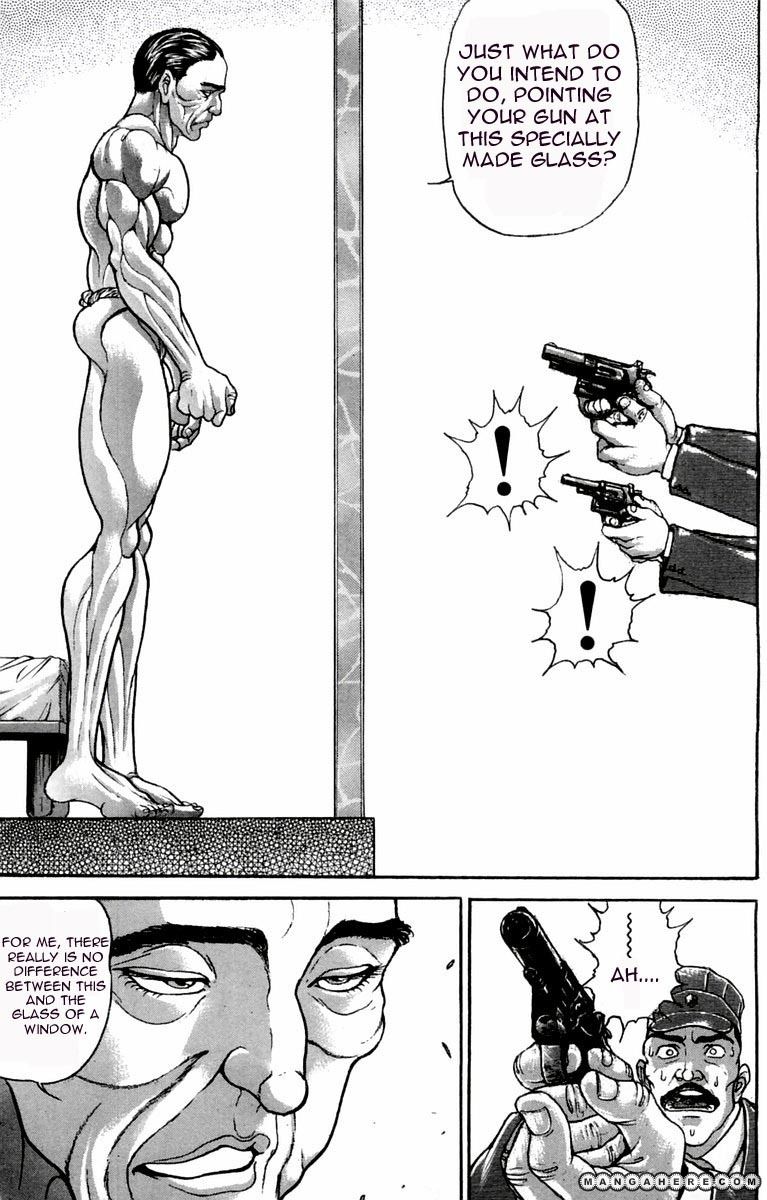 JUST WHAT DO
YOU INTEND TO
DO, POINTING
YOUR GUN AT
THIS SPECIALLY
MADE GLASS?
!
!
FOR ME, THERE
REALLY IS NO
DIFFERENCE
BETWEEN THIS
AND THE
GLASS OF A
WINDOW.
AH....
MANGAHERE.COM